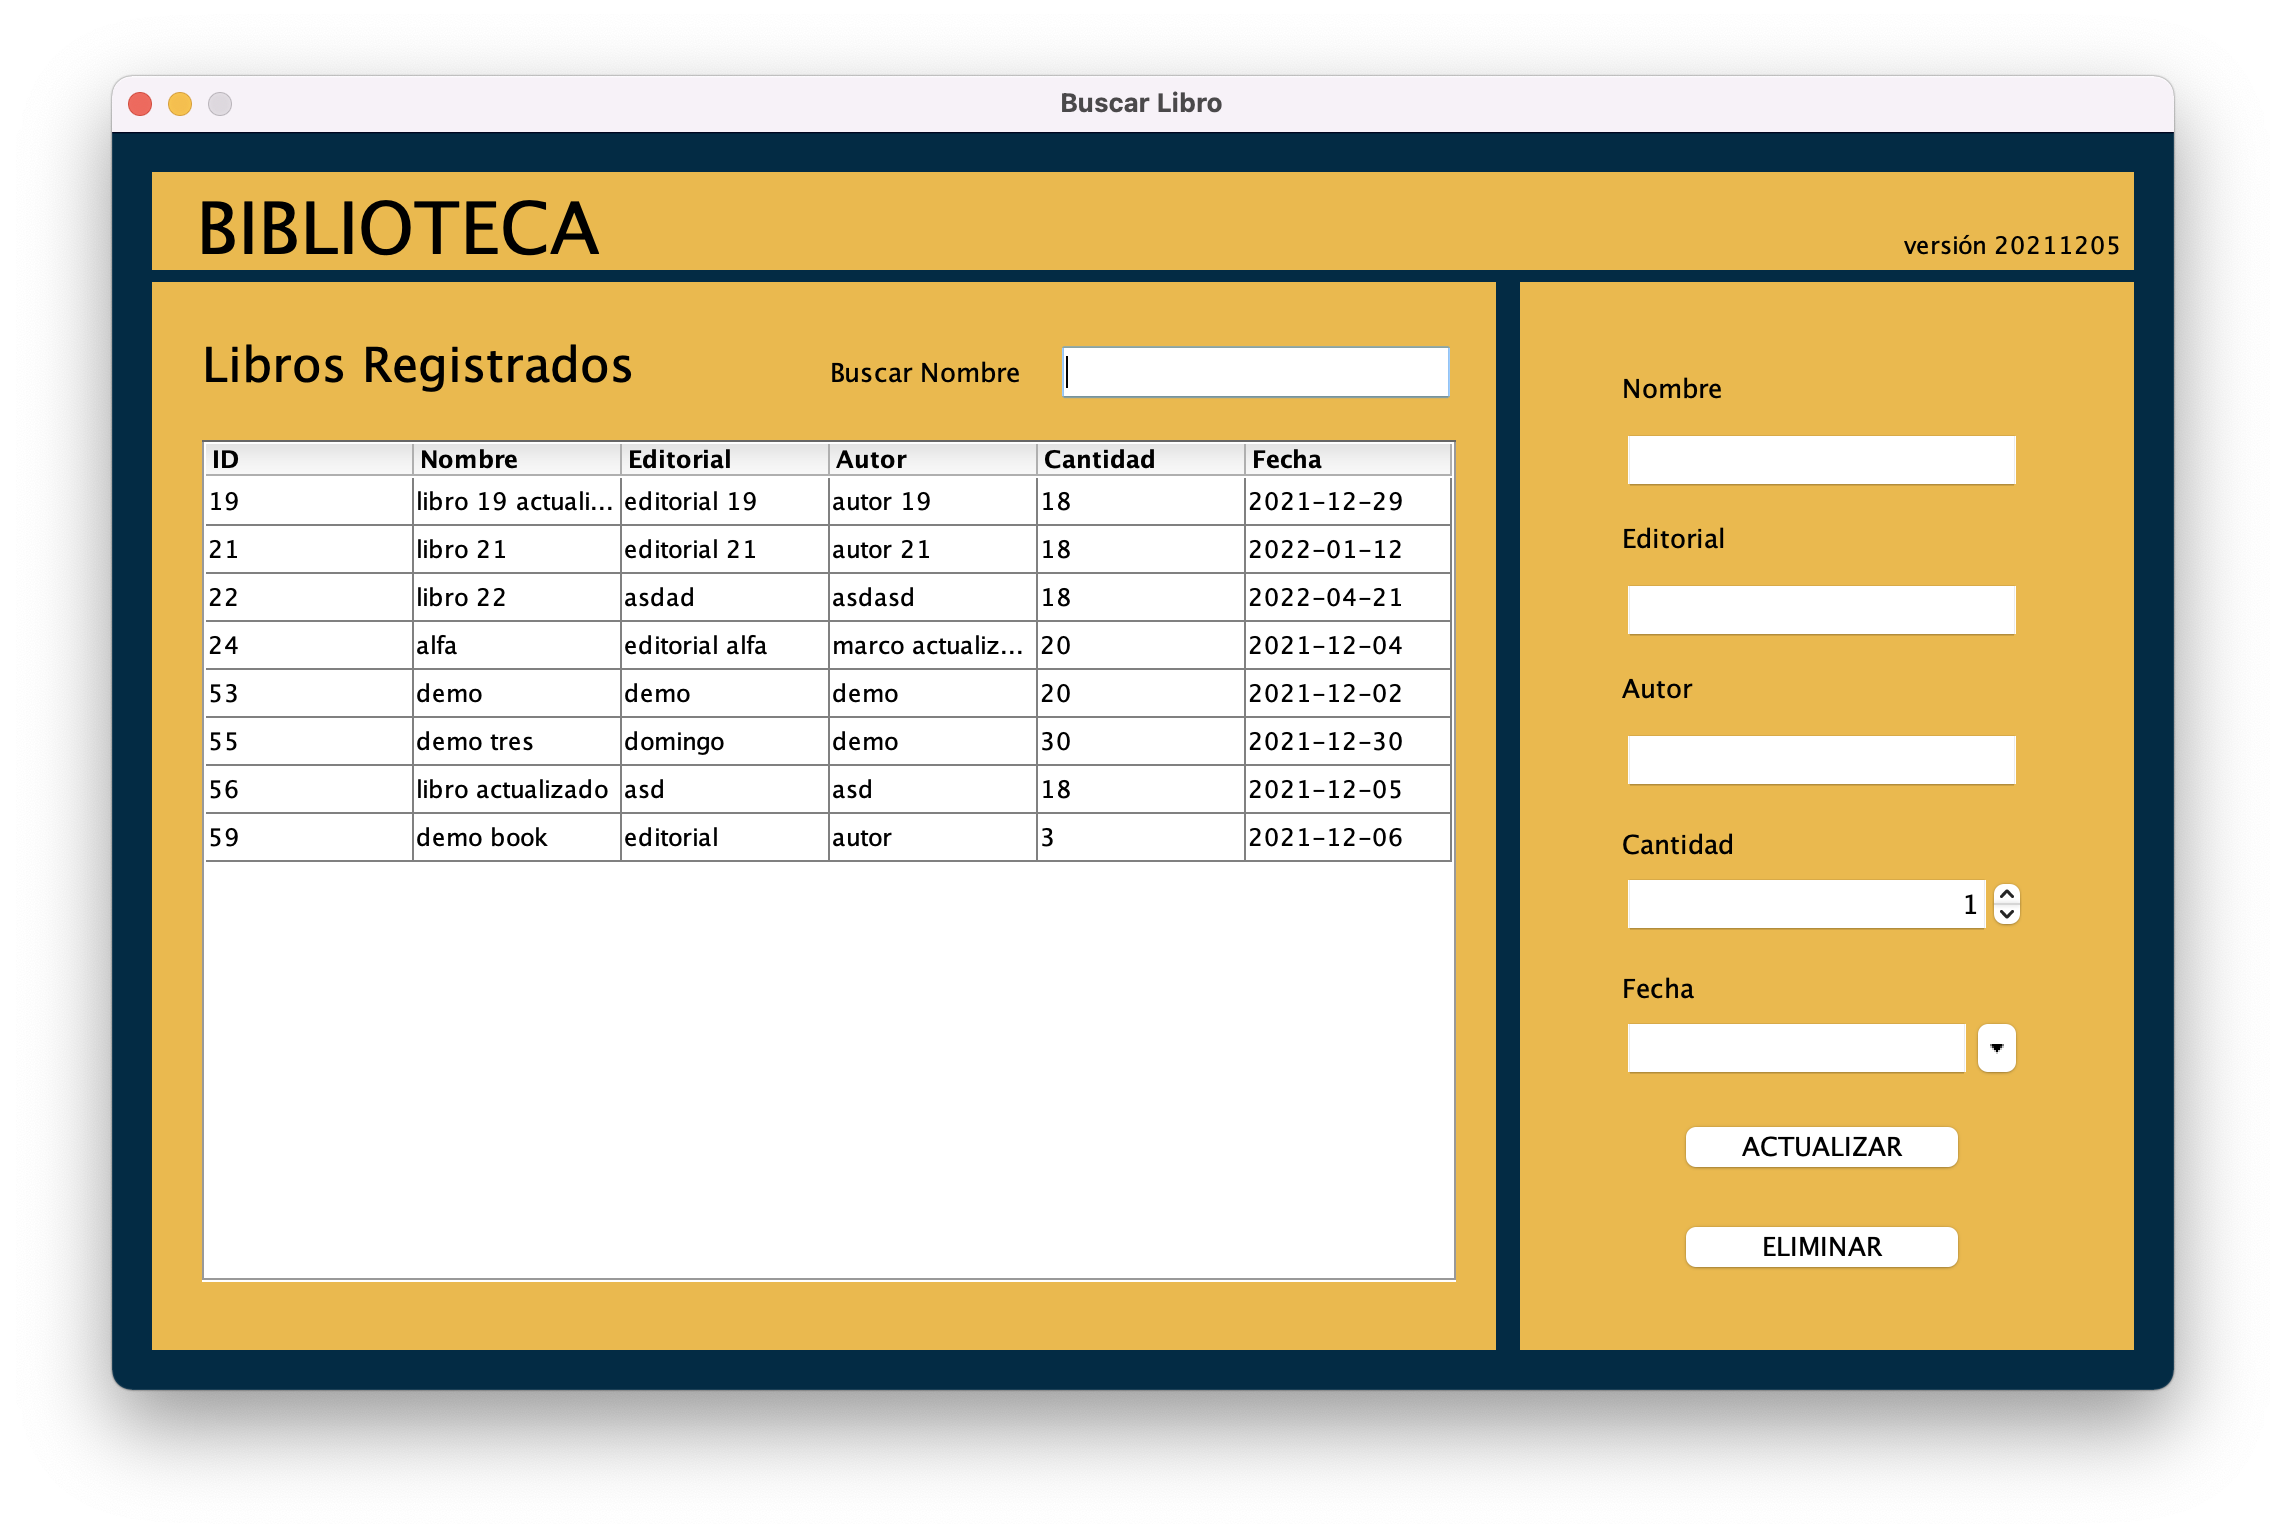 Buscar Libro
BIBLIOTECA
versión 20211205
Libros Registrados
Buscar Nombre
ID Nombre Editorial Autor Cantidad Fecha
19 libro 19 actuali... editorial 19 autor 19 18 2021-12-29
21 libro 21 editorial 21 autor 21 18 2022-01-12
22 libro 22 asdad asdasd 18 2022-04-21
24 alfa editorial alfa marco actualiz... 20 2021-12-04
53 demo demo demo 20 2021-12-02
55 demo tres domingo demo 30 2021-12-30
56 libro actualizado asd asd 18 2021-12-05
59 demo book editorial autor 3 2021-12-06
Nombre
Editorial
Autor
Cantidad
1
Fecha
ACTUALIZAR
ELIMINAR